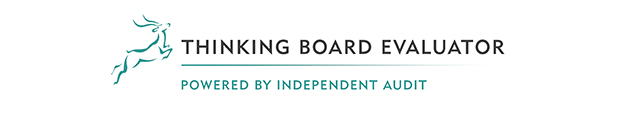 THINKING BOARD EVALUATOR
POWERED BY INDEPENDENT AUDIT